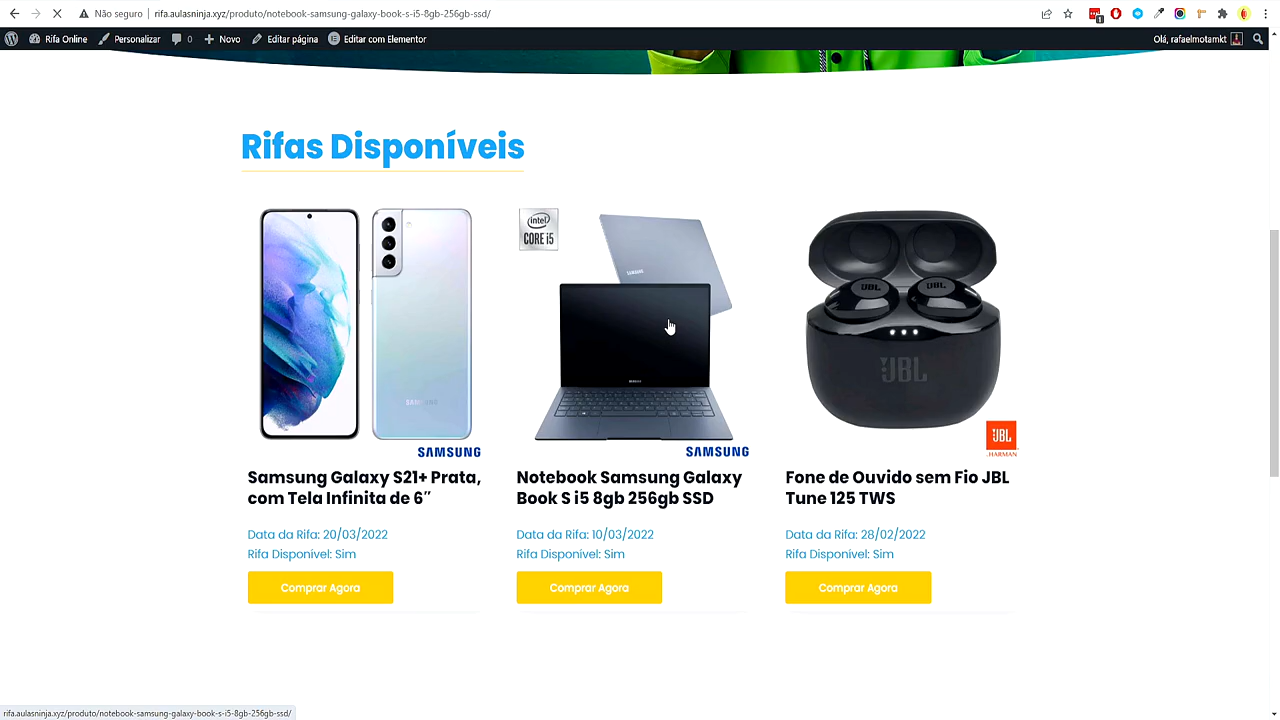 Não seguro
rifa.aulasninja.xyz/produto/notebook-samsung-galaxy-book-s-i5-8gb-256gb-ssd/
1
Rifa Online
Personalizar
0
Novo
Editar página
Editar com Elementor
Olá, rafaelmotamkt
Rifas Disponíveis
SAMSUNG
SAMSUNG
Samsung Galaxy S21+ Prata,
com Tela Infinita de 6″
Data da Rifa: 20/03/2022
Rifa Disponível: Sim
Comprar Agora
intel
CORE i5
SAMSUNG
SAMSUNG
SAMSUNG
Notebook Samsung Galaxy
Book S i5 8gb 256gb SSD
Data da Rifa: 10/03/2022
Rifa Disponível: Sim
Comprar Agora
JBL
JBL
JBL
JBL
HARMAN
Fone de Ouvido sem Fio JBL
Tune 125 TWS
Data da Rifa: 28/02/2022
Rifa Disponível: Sim
Comprar Agora
rifa.aulasninja.xyz/produto/notebook-samsung-galaxy-book-s-i5-8gb-256gb-ssd/